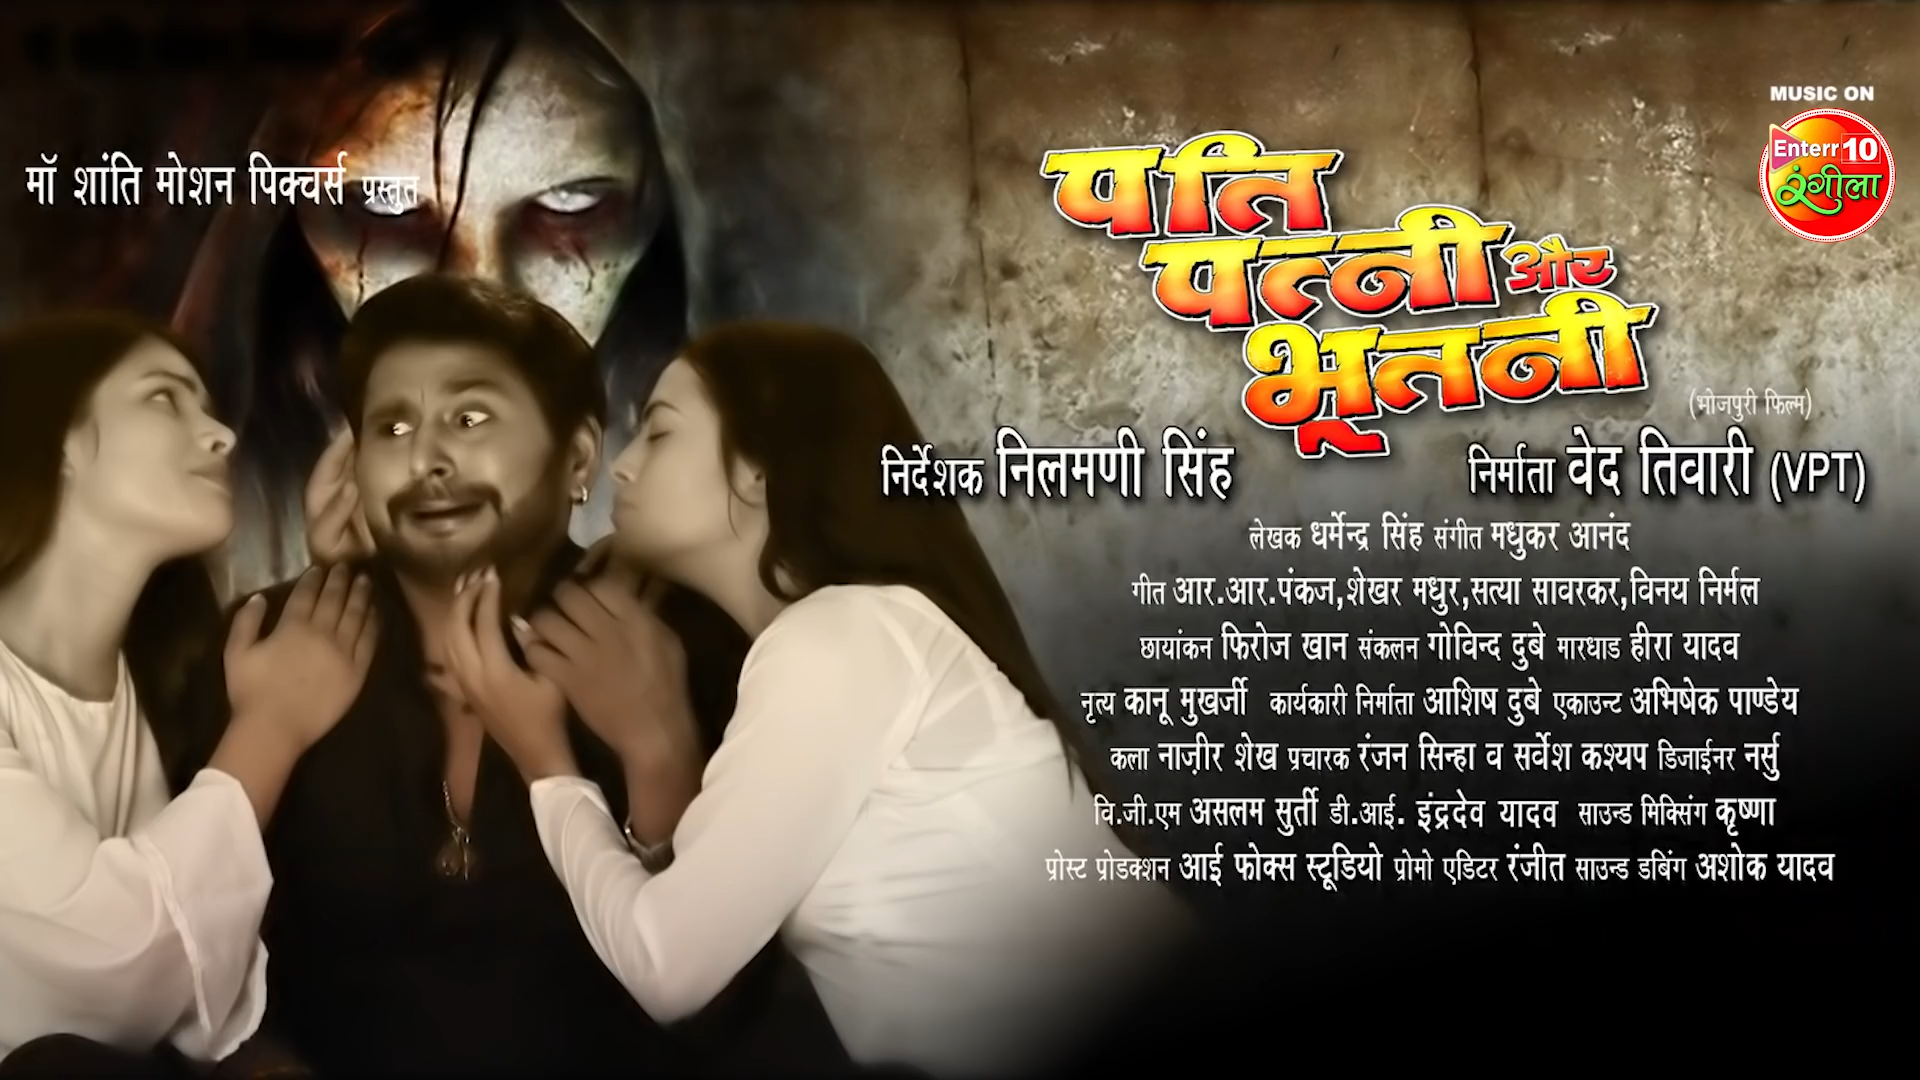 माँ शांति मोशन पिक्चर्स प्रस्तुत
MUSIC ON
Enterr 10
रंगीला
पति
पत्नी और
भूतनी
(भोजपुरी फिल्म)
निर्देशक निलमणी सिंह
निर्माता वेद तिवारी (VPT)
लेखक धर्मेन्द्र सिंह संगीत मधुकर आनंद
गीत आर.आर.पंकज,शेखर मधुर,सत्या सावरकर,विनय निर्मल
छायांकन फिरोज खान संकलन गोविन्द दुबे मारधाड हीरा यादव
नृत्य कानू मुखर्जी कार्यकारी निर्माता आशिष दुबे एकाउन्ट अभिषेक पाण्डेय
कला नाज़ीर शेख प्रचारक रंजन सिन्हा व सर्वेश कश्यप डिजाईनर नर्सु
वि.जी.एम असलम सुर्ती डी.आई. इंद्रदेव यादव साउन्ड मिक्सिंग कृष्णा
प्रोस्ट प्रोडक्शन आई फोक्स स्टूडियो प्रोमो एडिटर रंजीत साउन्ड डबिंग अशोक यादव